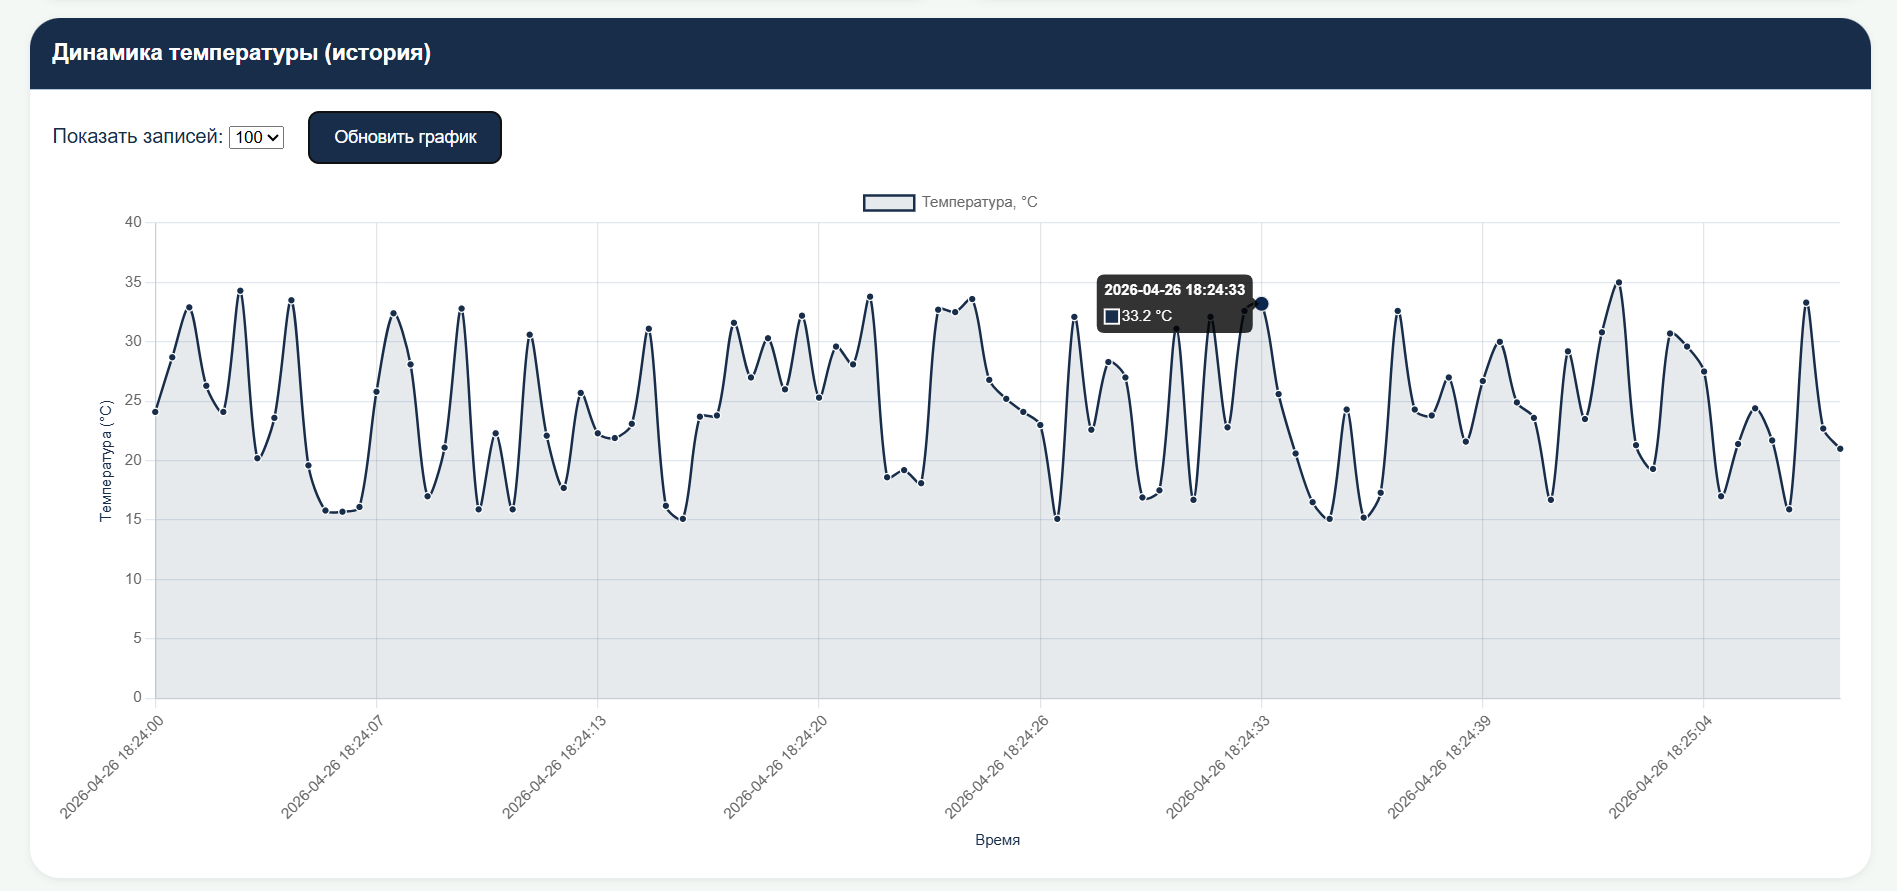 Динамика температуры (история)
Показать записей: 100
Обновить график
Температура, °C
40
35
30
25
20
15
10
5
0
Температура (°C)
2026-04-26 18:24:33
33.2 °C
2026-04-26 18:24:00
2026-04-26 18:24:07
2026-04-26 18:24:13
2026-04-26 18:24:20
2026-04-26 18:24:26
2026-04-26 18:24:33
2026-04-26 18:24:39
2026-04-26 18:25:04
Время